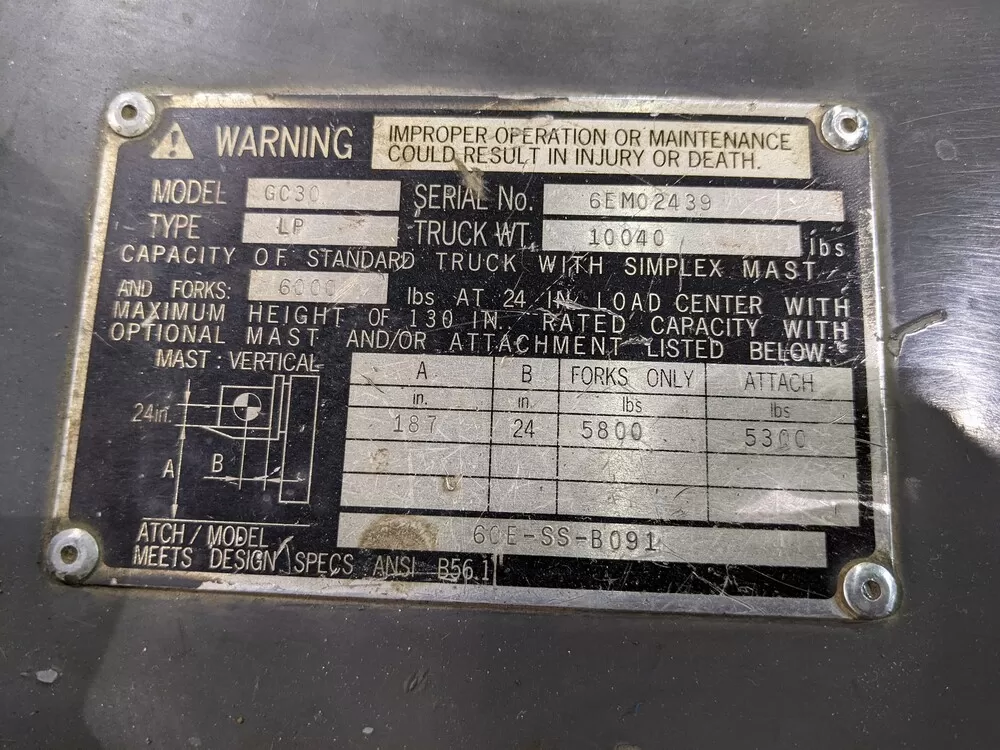 WARNING IMPROPER OPERATION OR MAINTENANCE
COULD RESULT IN INJURY OR DEATH.
MODEL GC30 SERIAL No. 6EM02439
TYPE LP TRUCK WT. 10040 lbs
CAPACITY OF STANDARD TRUCK WITH SIMPLEX MAST
AND FORKS: 6000 lbs AT 24 IN. LOAD CENTER WITH
MAXIMUM HEIGHT OF 130 IN. RATED CAPACITY WITH
OPTIONAL MAST AND/OR ATTACHMENT LISTED BELOW.
MAST : VERTICAL
24in.
A
B
A B FORKS ONLY ATTACH
in. in. lbs lbs
187 24 5800 5300
ATCH / MODEL 60E-SS-B091
MEETS DESIGN SPECS ANSI B56.1